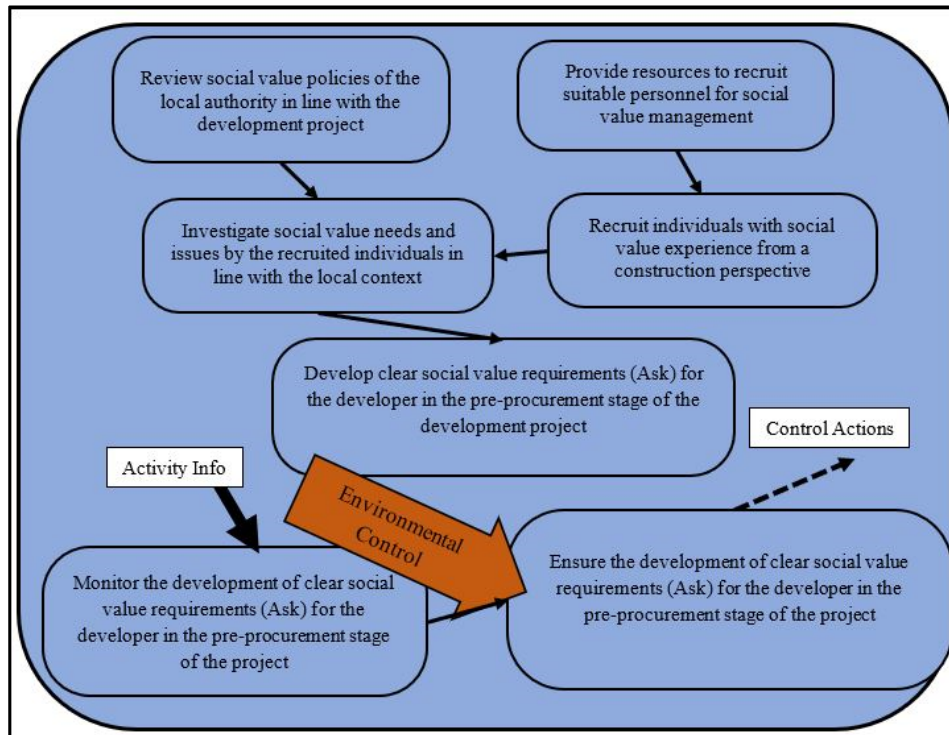 Review social value policies of the
local authority in line with the
development project
Provide resources to recruit
suitable personnel for social
value management
Investigate social value needs and
issues by the recruited individuals in
line with the local context
Recruit individuals with social
value experience from a
construction perspective
Develop clear social value requirements (Ask) for
the developer in the pre-procurement stage of the
development project
Control Actions
Activity Info
Environmental
Control
Monitor the development of clear social
value requirements (Ask) for the
developer in the pre-procurement stage
of the project
Ensure the development of clear social value
requirements (Ask) for the developer in the
pre-procurement stage of the project